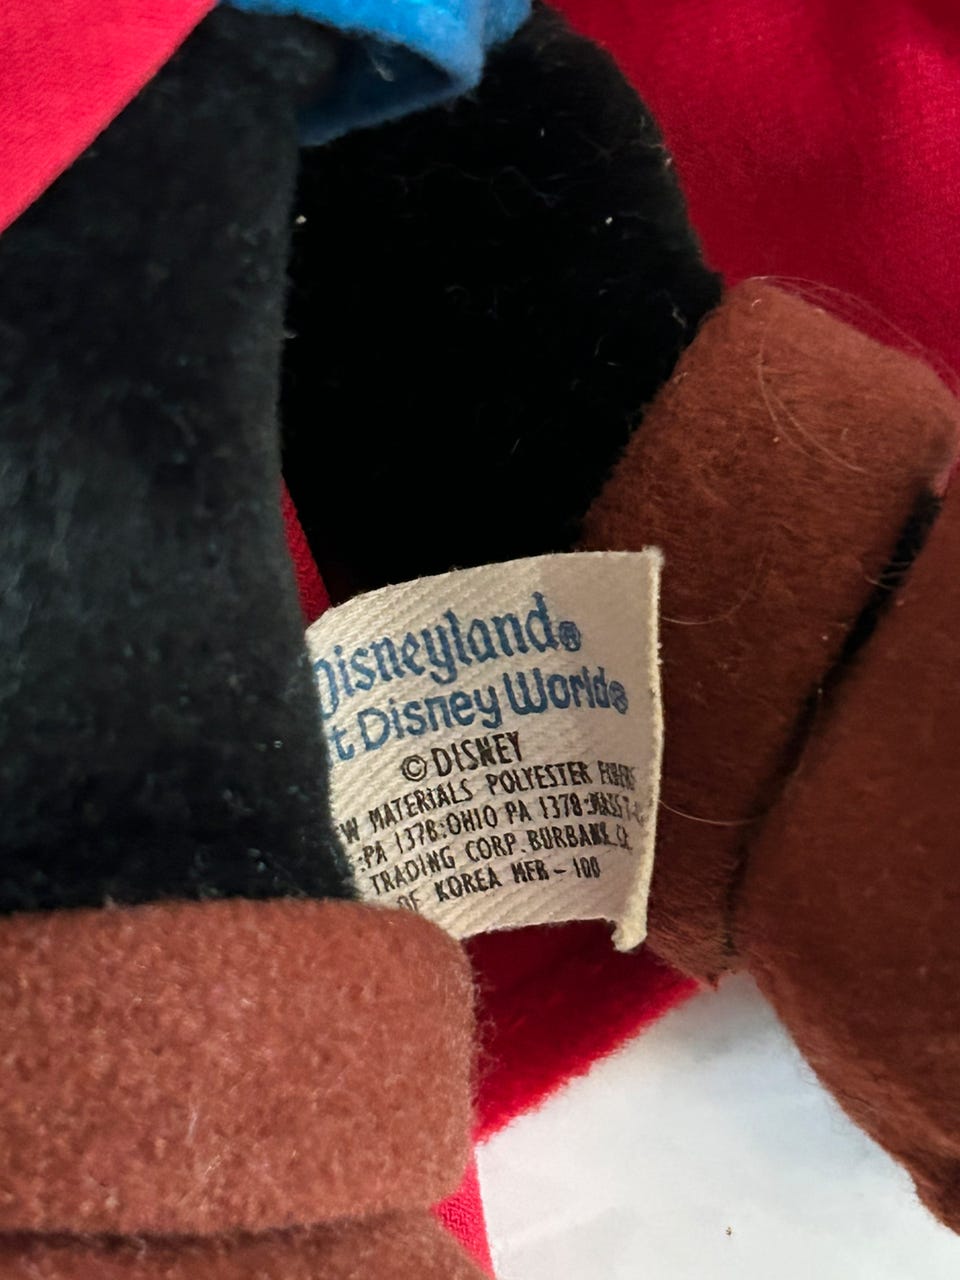 Disneyland®
t Disney World®
© DISNEY
W MATERIALS POLYESTER FIBERS
PA 1378:OHIO PA 1378:
TRADING CORP. BURBANK, CA
OF KOREA MFR-100